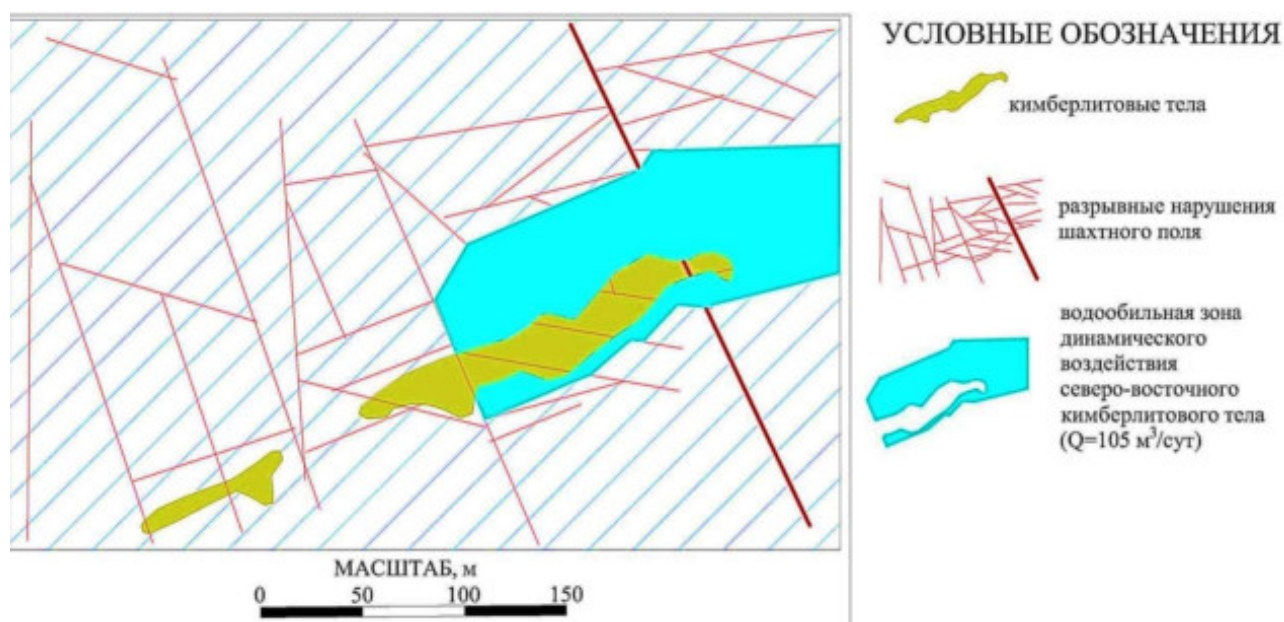 УСЛОВНЫЕ ОБОЗНАЧЕНИЯ
кимберлитовые тела
разрывные нарушения
шахтного поля
водообильная зона
динамического
воздействия
северо-восточного
кимберлитового тела
(Q=105 м³/сут)
МАСШТАБ, м
0 50 100 150